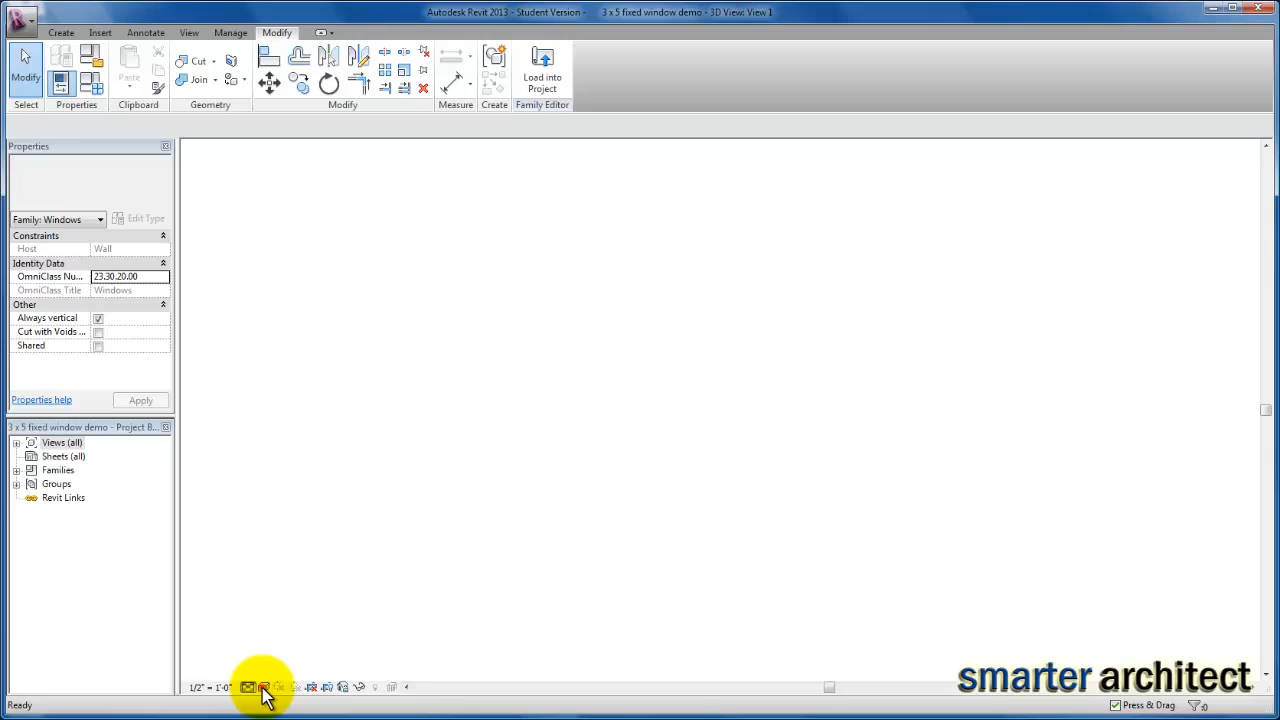 Autodesk Revit 2013 - Student Version - 3 x 5 fixed window demo - 3D View: View 1
Create Insert Annotate View Manage Modify
Modify Paste Cut Join Load into Project
Select Properties Clipboard Geometry Modify Measure Create Family Editor
Properties
Family: Windows Edit Type
Constraints
Host Wall
Identity Data
OmniClass Nu... 23.30.20.00
OmniClass Title Windows
Other
Always vertical
Cut with Voids ...
Shared
Properties help Apply
3 x 5 fixed window demo - Project B...
Views (all)
Sheets (all)
Families
Groups
Revit Links
1/2" = 1'-0"
smarter architect
Ready Press & Drag :0